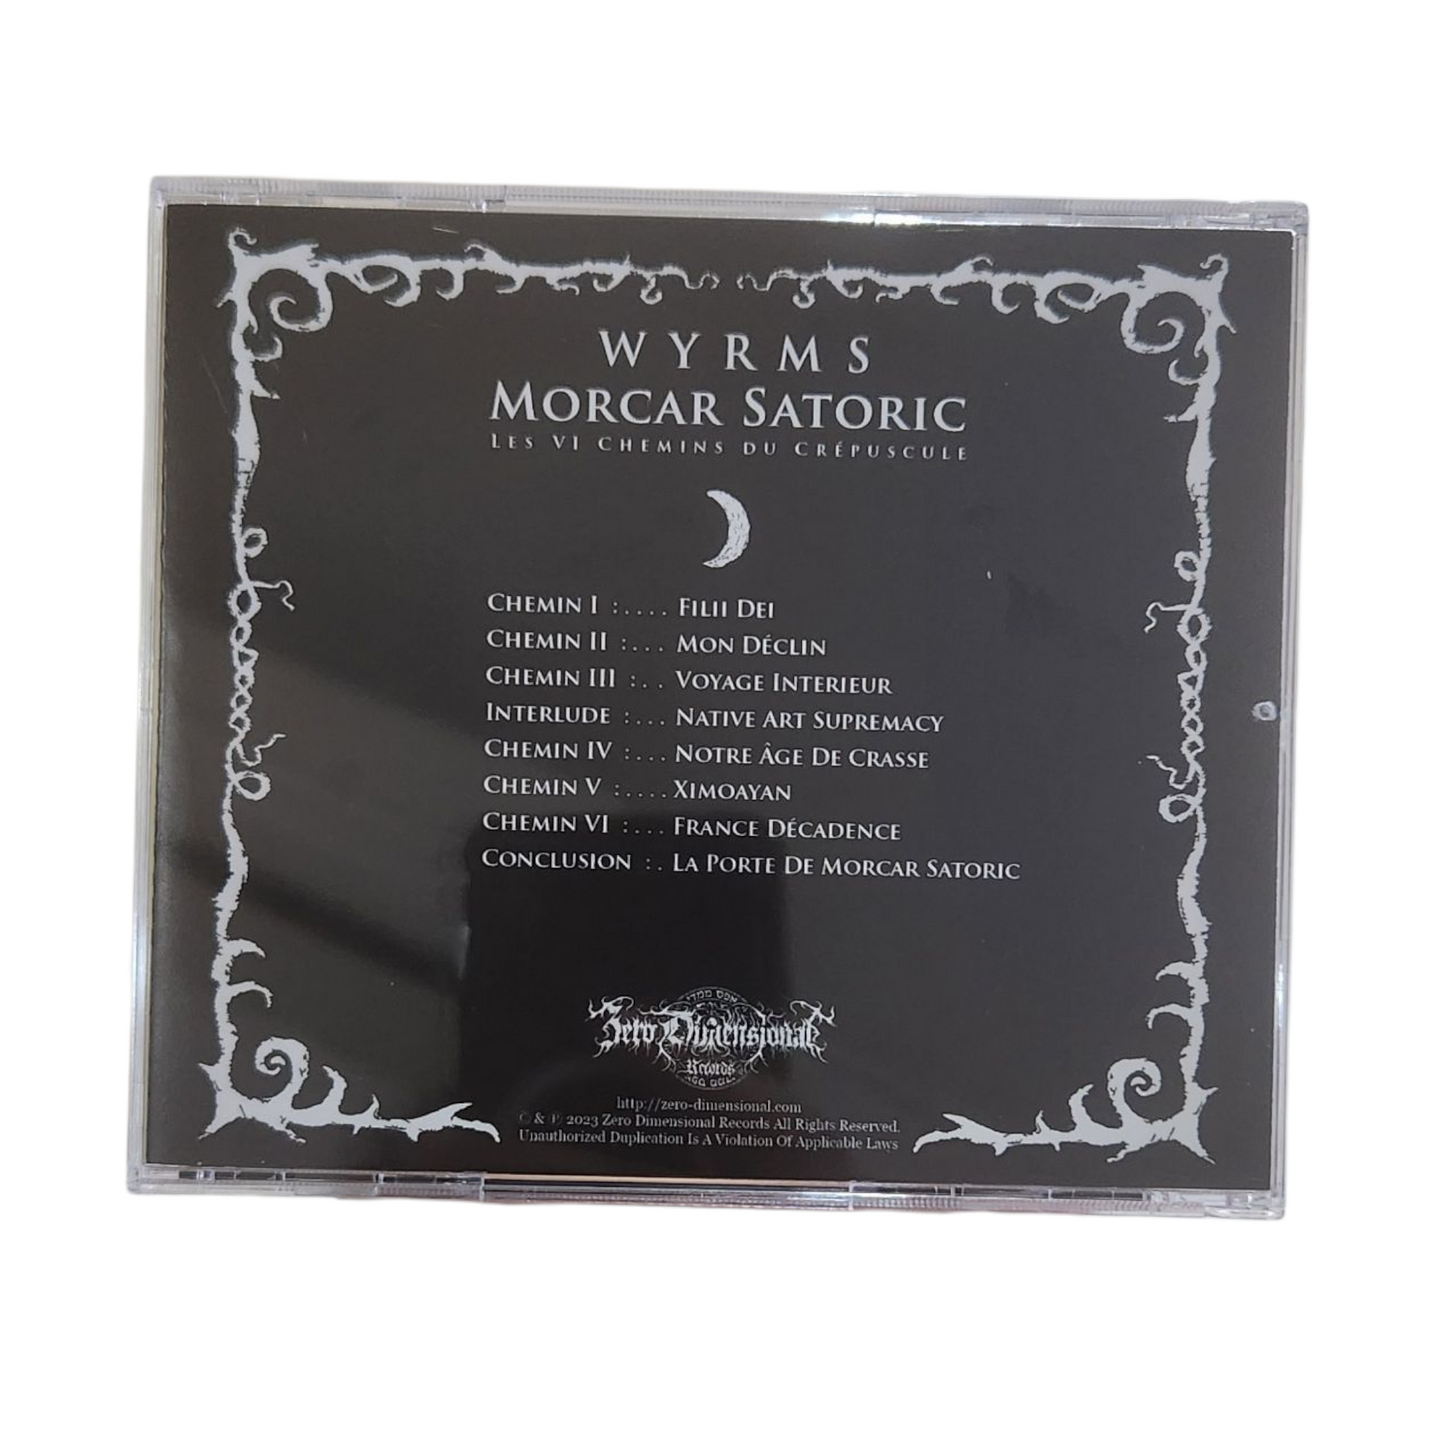 WYRMS
MORCAR SATORIC
LES VI CHEMINS DU CRÉPUSCULE
CHEMIN I :.... FILII DEI
CHEMIN II :... MON DÉCLIN
CHEMIN III :.. VOYAGE INTERIEUR
INTERLUDE :... NATIVE ART SUPREMACY
CHEMIN IV :.... NOTRE ÂGE DE CRASSE
CHEMIN V :.... XIMOAYAN
CHEMIN VI :... FRANCE DÉCADENCE
CONCLUSION :. LA PORTE DE MORCAR SATORIC
Zero Dimensional
Records
http://zero-dimensional.com
© & ℗ 2023 Zero Dimensional Records All Rights Reserved.
Unauthorized Duplication Is A Violation Of Applicable Laws